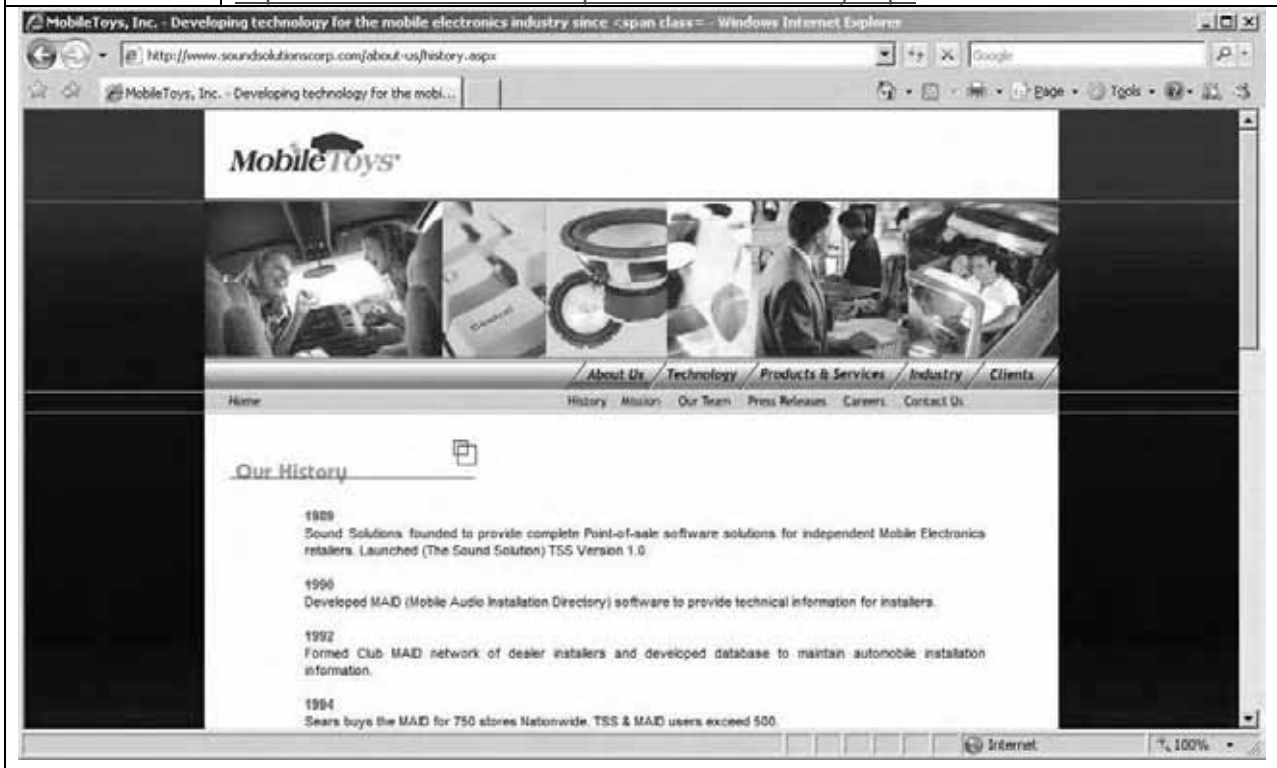 MobileToys, Inc. - Developing technology for the mobile electronics industry since <span class= - Windows Internet Explorer
http://www.soundsolutionscorp.com/about-us/history.aspx
Google
MobileToys, Inc. - Developing technology for the mobi...
Page
Tools
MobileToys
About Us Technology Products & Services Industry Clients
Home History Mission Our Team Press Releases Careers Contact Us
Our History
1989
Sound Solutions founded to provide complete Point-of-sale software solutions for independent Mobile Electronics
retailers. Launched (The Sound Solution) TSS Version 1.0
1990
Developed MAID (Mobile Audio Installation Directory) software to provide technical information for installers.
1992
Formed Club MAID network of dealer installers and developed database to maintain automobile installation
information.
1994
Sears buys the MAID for 750 stores Nationwide. TSS & MAID users exceed 500.
Internet
100%